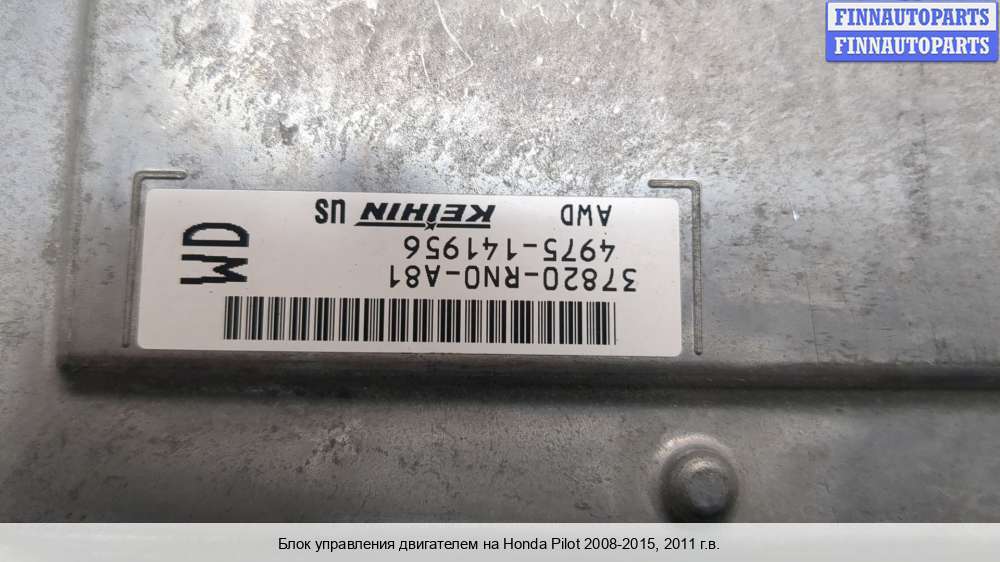 FINNAUTOPARTS
FINNAUTOPARTS
37820-RN0-A81
4975-141956
AWD KEIHIN US
MD
Блок управления двигателем на Honda Pilot 2008-2015, 2011 г.в.